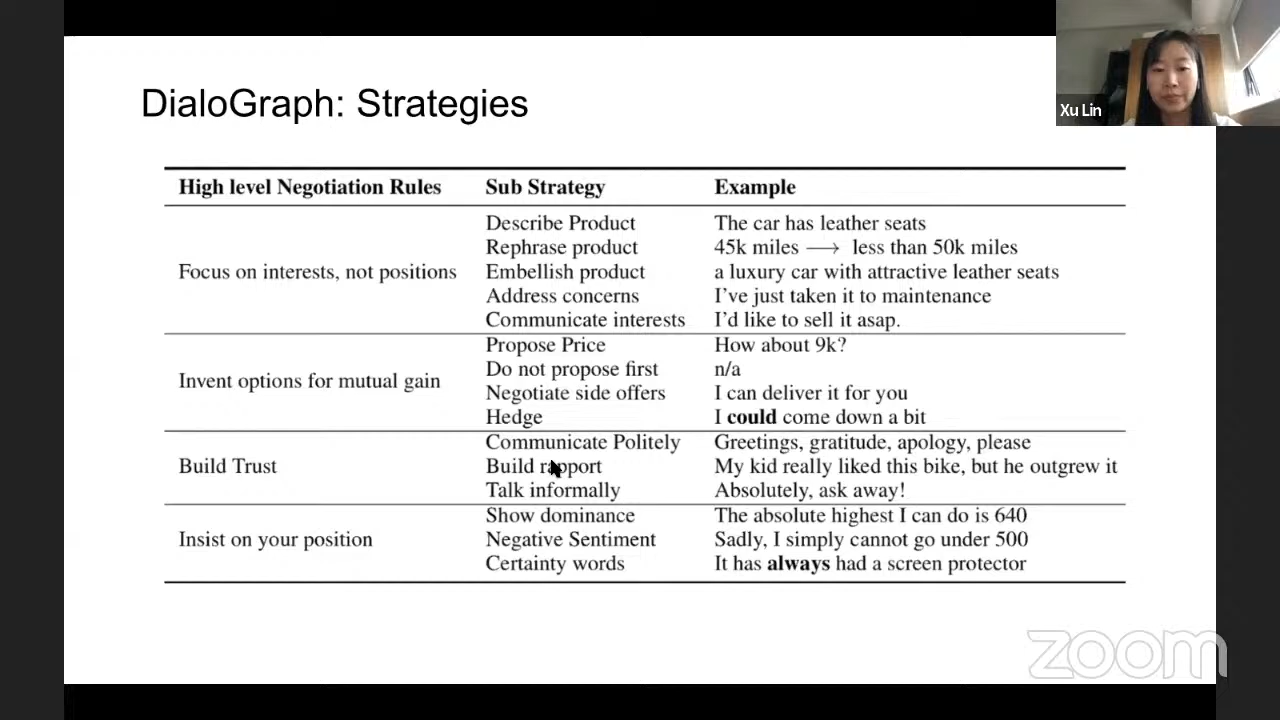 DialoGraph: Strategies
Xu Lin
High level Negotiation Rules Sub Strategy Example
Describe Product The car has leather seats
Rephrase product 45k miles ⟶ less than 50k miles
Focus on interests, not positions Embellish product a luxury car with attractive leather seats
Address concerns I've just taken it to maintenance
Communicate interests I'd like to sell it asap.
Propose Price How about 9k?
Do not propose first n/a
Invent options for mutual gain
Negotiate side offers I can deliver it for you
Hedge I could come down a bit
Communicate Politely Greetings, gratitude, apology, please
Build Trust Build rapport My kid really liked this bike, but he outgrew it
Talk informally Absolutely, ask away!
Show dominance The absolute highest I can do is 640
Insist on your position Negative Sentiment Sadly, I simply cannot go under 500
Certainty words It has always had a screen protector
zoom